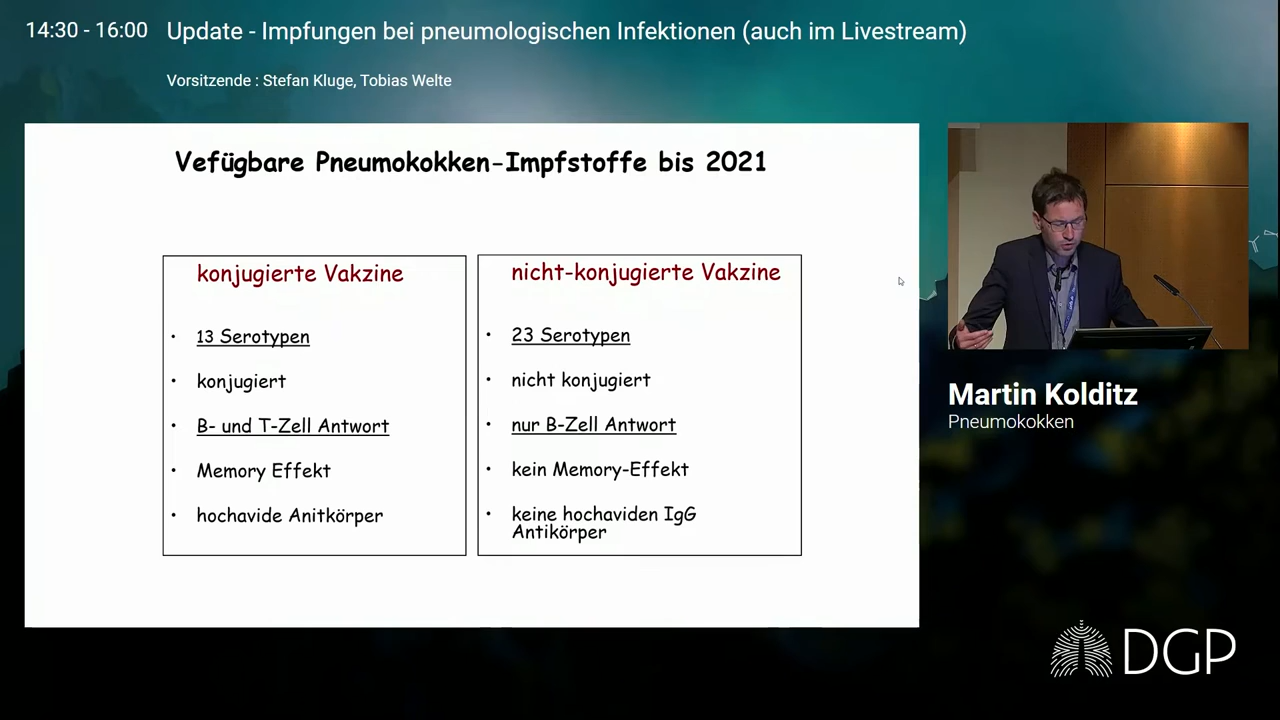 14:30 - 16:00 Update - Impfungen bei pneumologischen Infektionen (auch im Livestream)
Vorsitzende : Stefan Kluge, Tobias Welte
Vefügbare Pneumokokken-Impfstoffe bis 2021
konjugierte Vakzine
• 13 Serotypen
• konjugiert
• B- und T-Zell Antwort
• Memory Effekt
• hochavide Anitkörper
nicht-konjugierte Vakzine
• 23 Serotypen
• nicht konjugiert
• nur B-Zell Antwort
• kein Memory-Effekt
• keine hochaviden IgG
Antikörper
Martin Kolditz
Pneumokokken
DGP